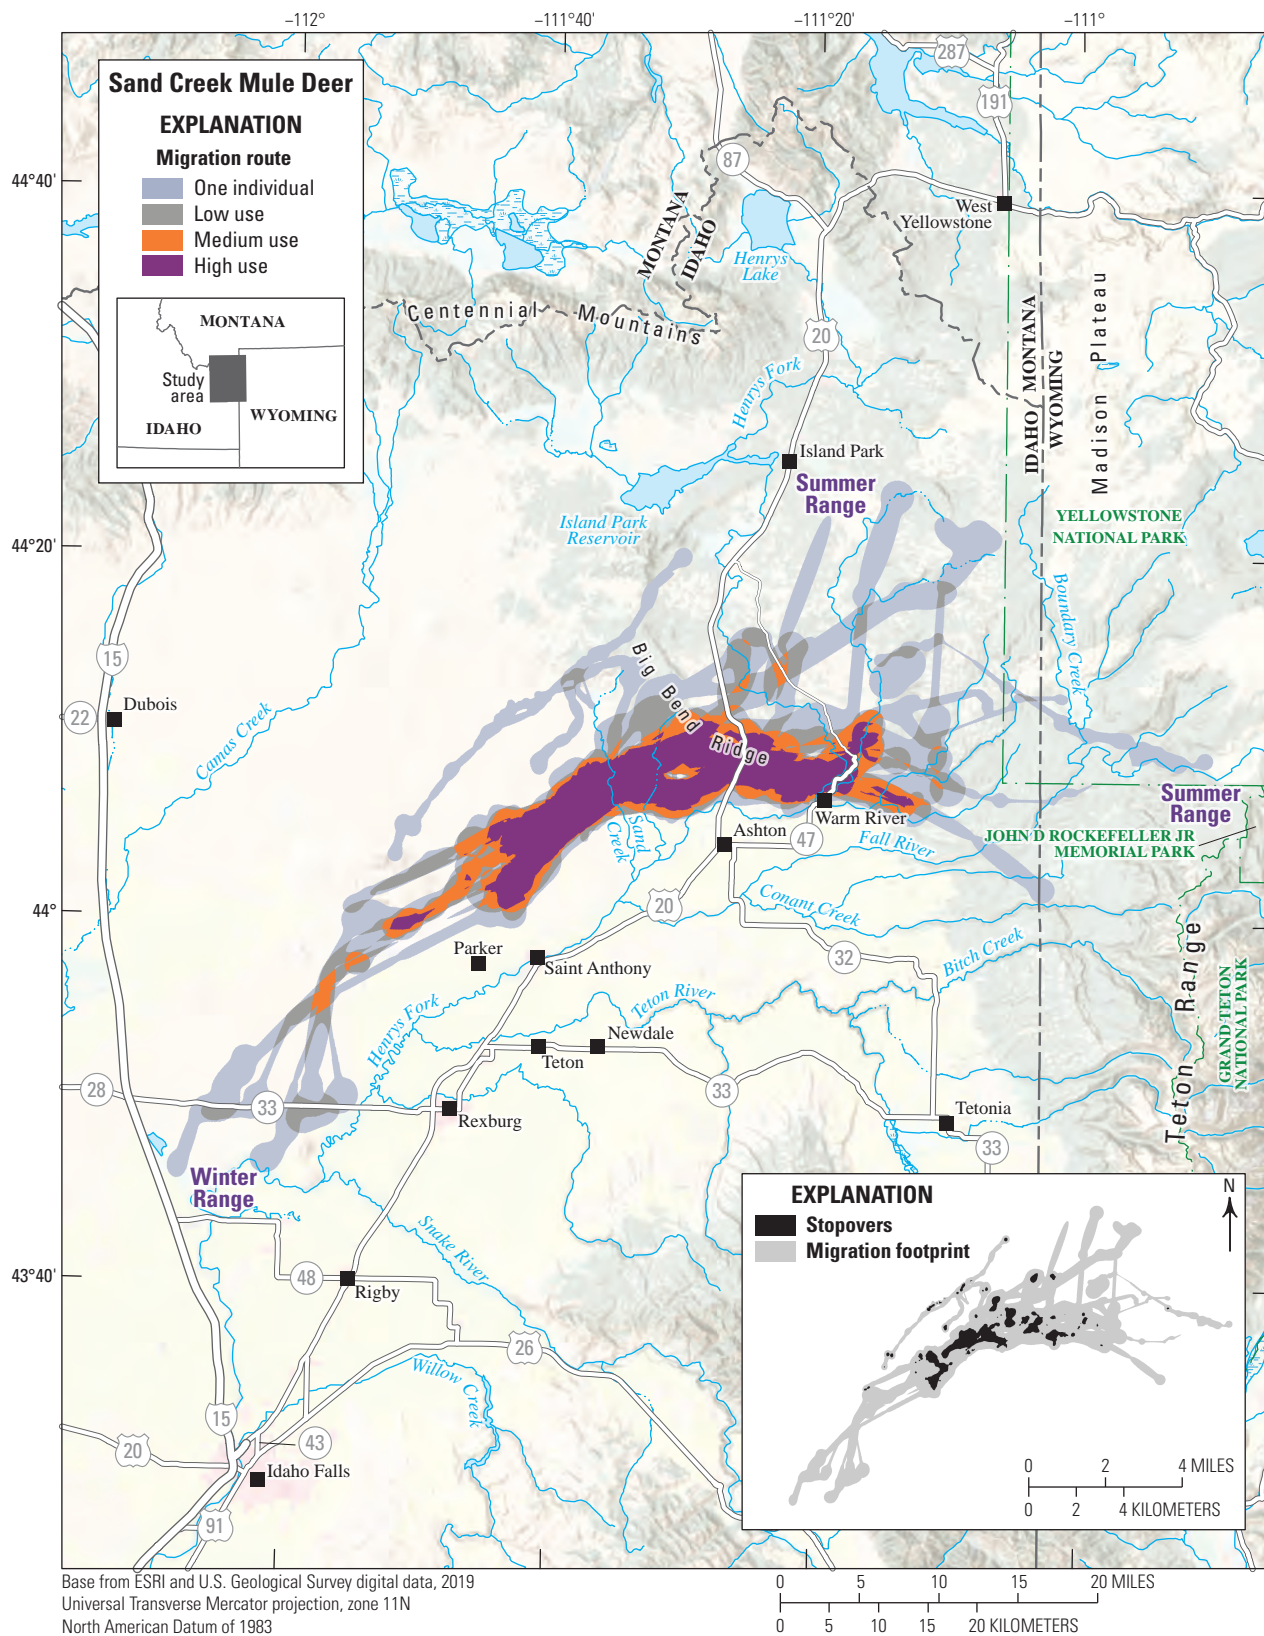 −112°
−111°40'
−111°20'
−111°
44°40'
44°20'
44°
43°40'
Sand Creek Mule Deer
EXPLANATION
Migration route
One individual
Low use
Medium use
High use
MONTANA
Study
area
IDAHO
WYOMING
287
191
87
West
Yellowstone
MONTANA
IDAHO
Henrys
Lake
Centennial Mountains
20
IDAHO
MONTANA
WYOMING
Madison Plateau
Henrys Fork
Island Park
Summer
Range
Island Park
Reservoir
YELLOWSTONE
NATIONAL PARK
Boundary Creek
15
22
Dubois
Camas Creek
Big Bend Ridge
Summer
Range
Warm River
Ashton
47
Sand
Creek
Fall River
JOHN D ROCKEFELLER JR
MEMORIAL PARK
20
Conant Creek
32
Bitch Creek
Parker
Saint Anthony
Henrys Fork
Teton River
Teton Range
GRAND TETON
NATIONAL PARK
Newdale
Teton
28
33
33
Rexburg
Tetonia
33
Winter
Range
Snake River
48
Rigby
26
Willow Creek
15
20
43
Idaho Falls
91
EXPLANATION
Stopovers
Migration footprint
N
0 2 4 MILES
0 2 4 KILOMETERS
Base from ESRI and U.S. Geological Survey digital data, 2019
Universal Transverse Mercator projection, zone 11N
North American Datum of 1983
0 5 10 15 20 MILES
0 5 10 15 20 KILOMETERS